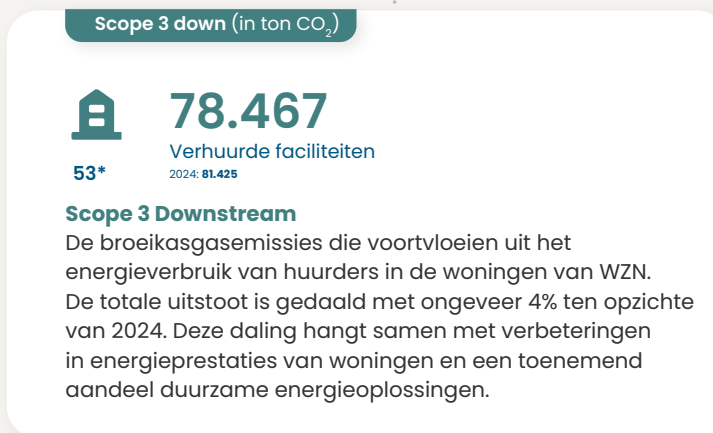 Scope 3 down (in ton CO₂)
78.467
Verhuurde faciliteiten
53*
2024: 81.425
Scope 3 Downstream
De broeikasgasemissies die voortvloeien uit het
energieverbruik van huurders in de woningen van WZN.
De totale uitstoot is gedaald met ongeveer 4% ten opzichte
van 2024. Deze daling hangt samen met verbeteringen
in energieprestaties van woningen en een toenemend
aandeel duurzame energieoplossingen.